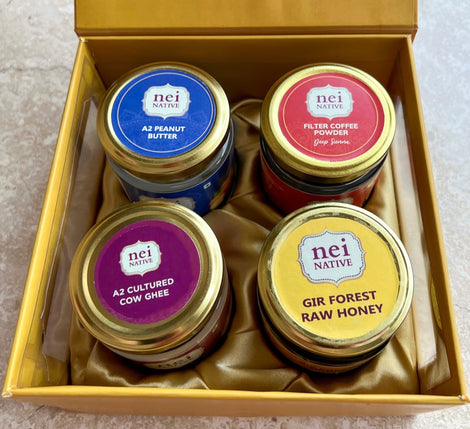 nei
NATIVE
A2 PEANUT
BUTTER
nei
NATIVE
FILTER COFFEE
POWDER
Deep Sienna
nei
NATIVE
A2 CULTURED
COW GHEE
nei
NATIVE
GIR FOREST
RAW HONEY